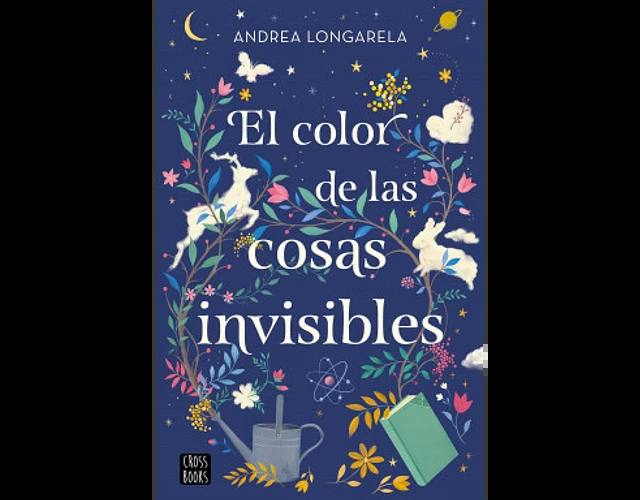 ANDREA LONGARELA
El color
de las
cosas
invisibles
CROSS
BOOKS